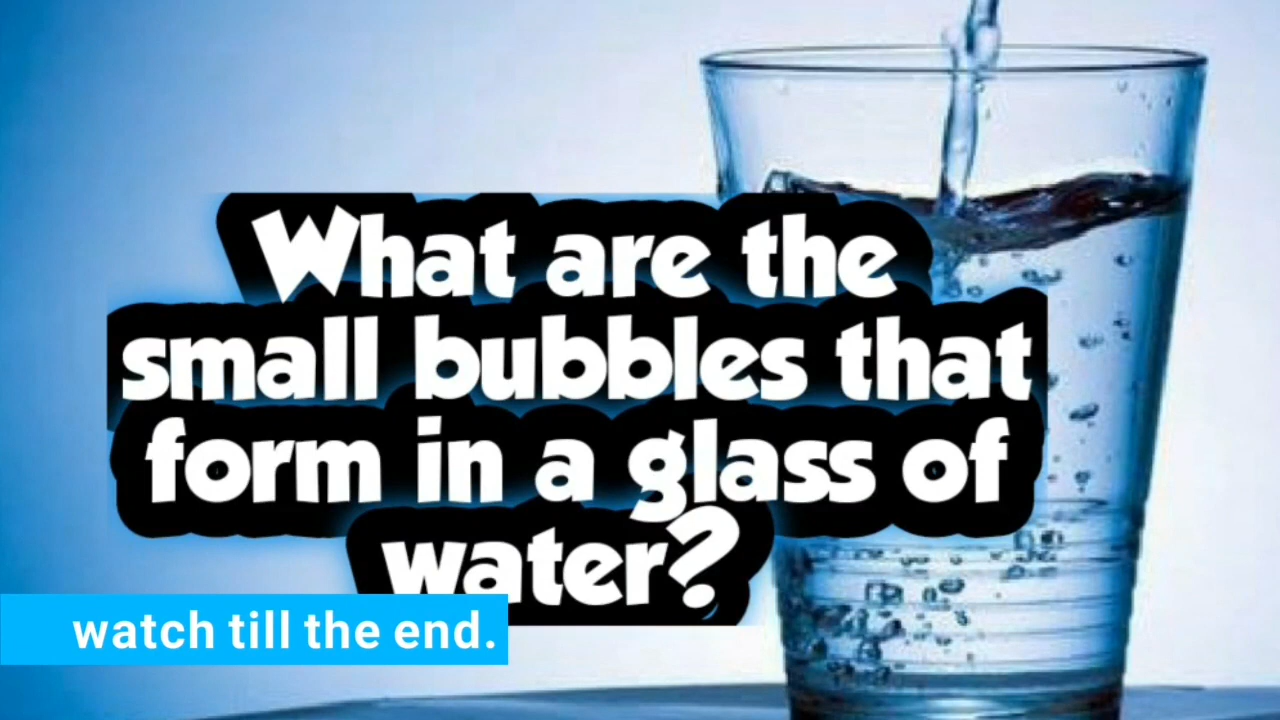 What are the
small bubbles that
form in a glass of
water?
watch till the end.